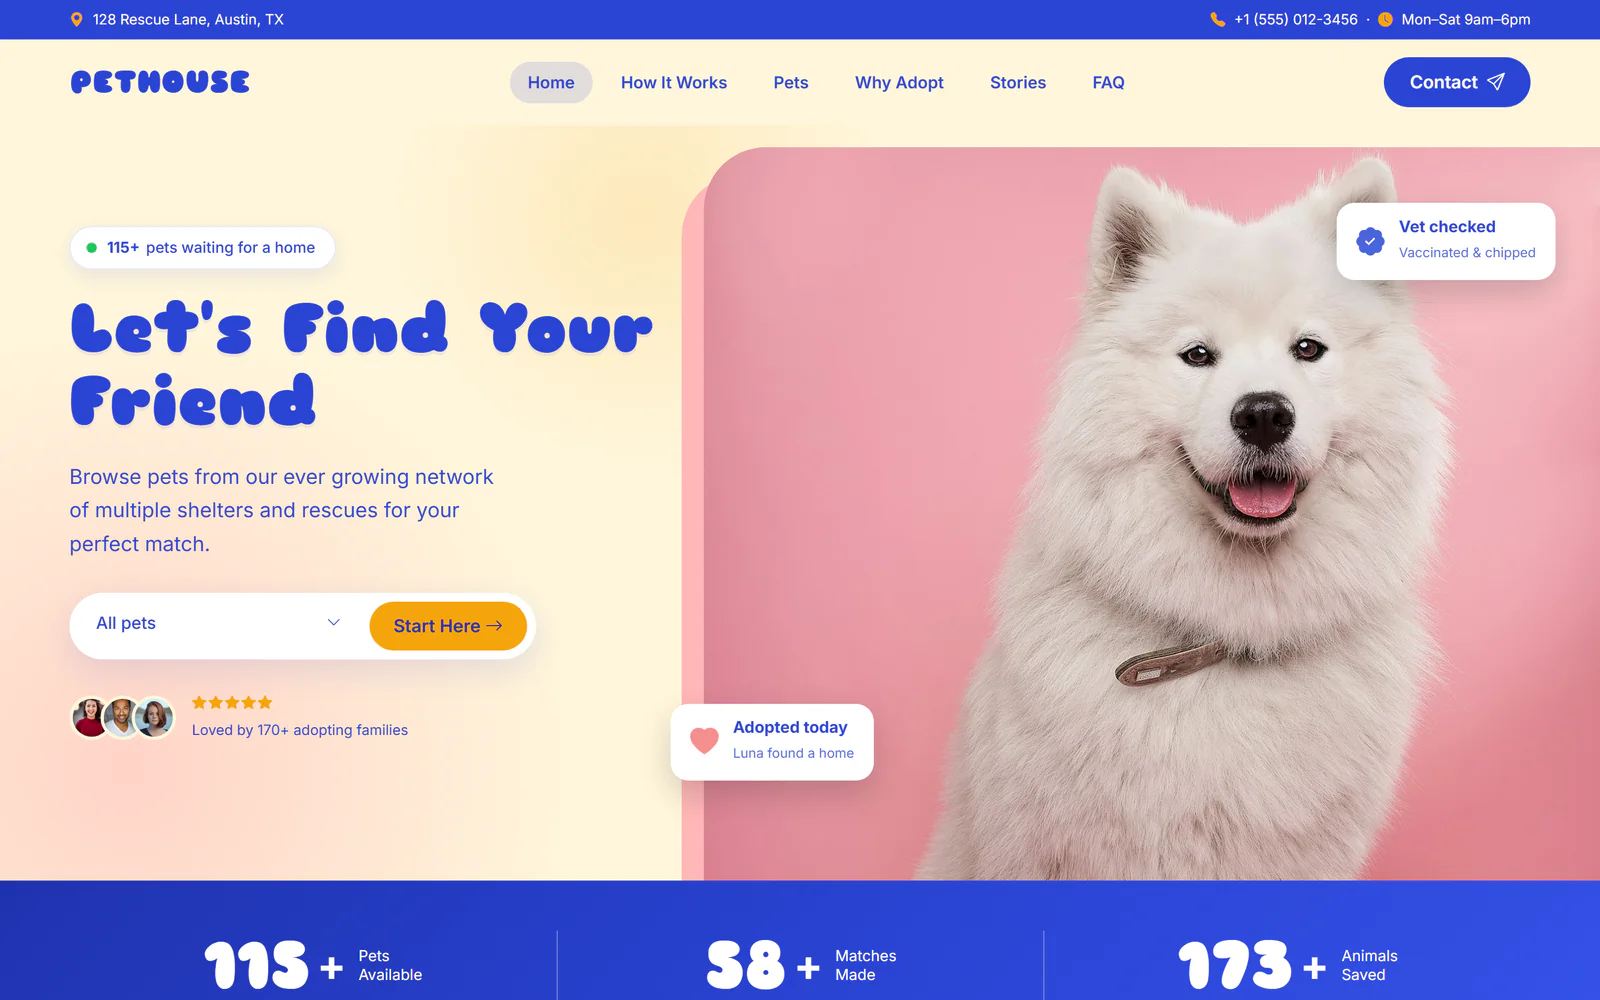 128 Rescue Lane, Austin, TX
+1 (555) 012-3456 · Mon–Sat 9am–6pm
PETHOUSE
Home
How It Works
Pets
Why Adopt
Stories
FAQ
Contact
115+ pets waiting for a home
Let's Find Your
Friend
Browse pets from our ever growing network
of multiple shelters and rescues for your
perfect match.
All pets
Start Here
Loved by 170+ adopting families
Vet checked
Vaccinated & chipped
Adopted today
Luna found a home
115+ Pets
Available
58+ Matches
Made
173+ Animals
Saved